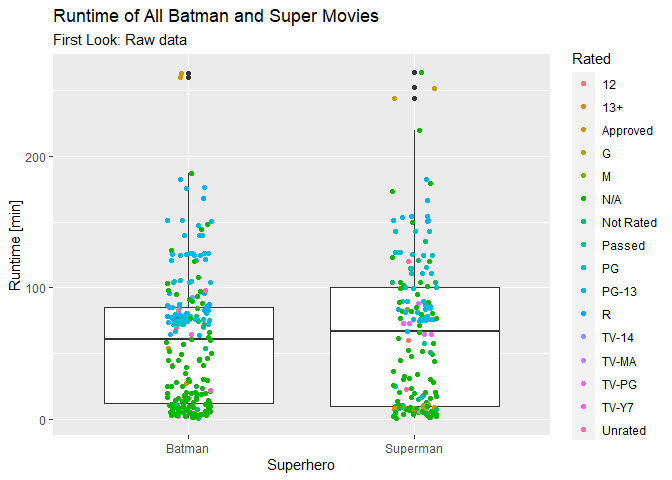 Runtime of All Batman and Super Movies
First Look: Raw data
Runtime [min]
200
100
0
Batman
Superman
Superhero
Rated
12
13+
Approved
G
M
N/A
Not Rated
Passed
PG
PG-13
R
TV-14
TV-MA
TV-PG
TV-Y7
Unrated